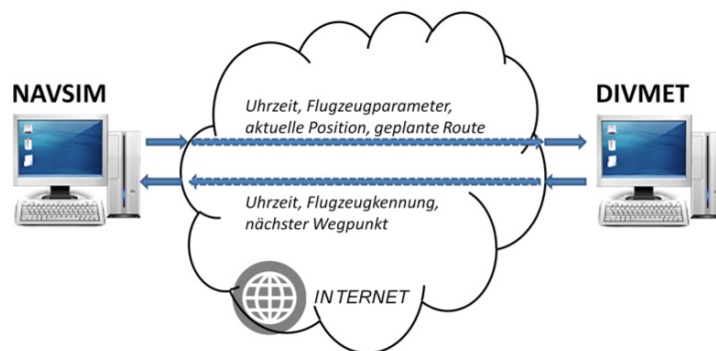 NAVSIM
DIVMET
Uhrzeit, Flugzeugparameter,
aktuelle Position, geplante Route
Uhrzeit, Flugzeugkennung,
nächster Wegpunkt
INTERNET